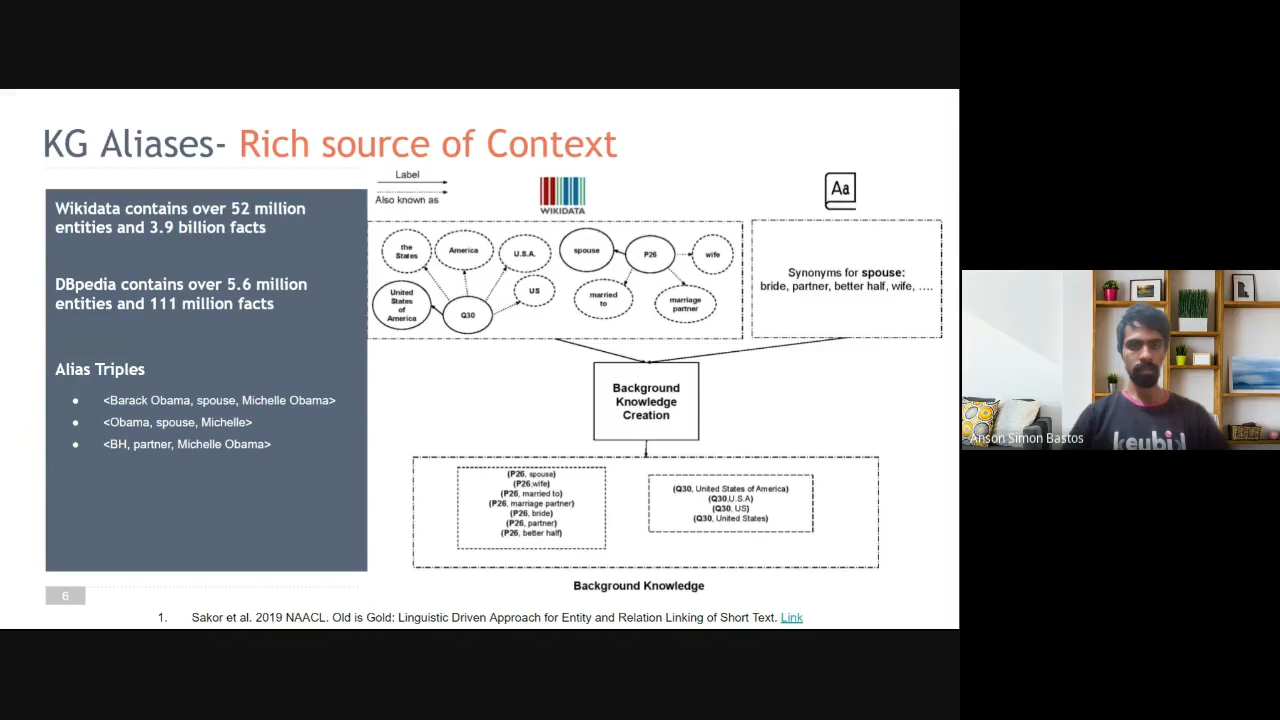 KG Aliases- Rich source of Context
Wikidata contains over 52 million
entities and 3.9 billion facts
DBpedia contains over 5.6 million
entities and 111 million facts
Alias Triples
<Barack Obama, spouse, Michelle Obama>
<Obama, spouse, Michelle>
<BH, partner, Michelle Obama>
Label
Also known as
WIKIDATA
Aa
the
States
America
U.S.A.
US
United
States
of
America
Q30
spouse
P26
wife
married
to
marriage
partner
Synonyms for spouse:
bride, partner, better half, wife, ....
Background
Knowledge
Creation
(P26, spouse)
(P26,wife)
(P26, married to)
(P26, marriage partner)
(P26, bride)
(P26, partner)
(P26, better half)
(Q30, United States of America)
(Q30,U.S.A)
(Q30, US)
(Q30, United States)
Background Knowledge
6
1. Sakor et al. 2019 NAACL. Old is Gold: Linguistic Driven Approach for Entity and Relation Linking of Short Text. Link
Anson Simon Bastos